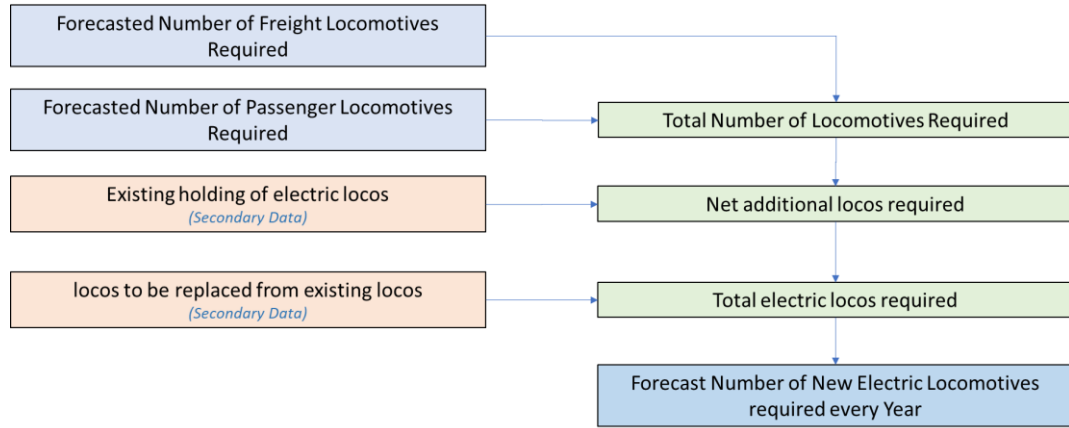 Forecasted Number of Freight Locomotives
Required
Forecasted Number of Passenger Locomotives
Required
Total Number of Locomotives Required
Existing holding of electric locos
(Secondary Data)
Net additional locos required
locos to be replaced from existing locos
(Secondary Data)
Total electric locos required
Forecast Number of New Electric Locomotives
required every Year